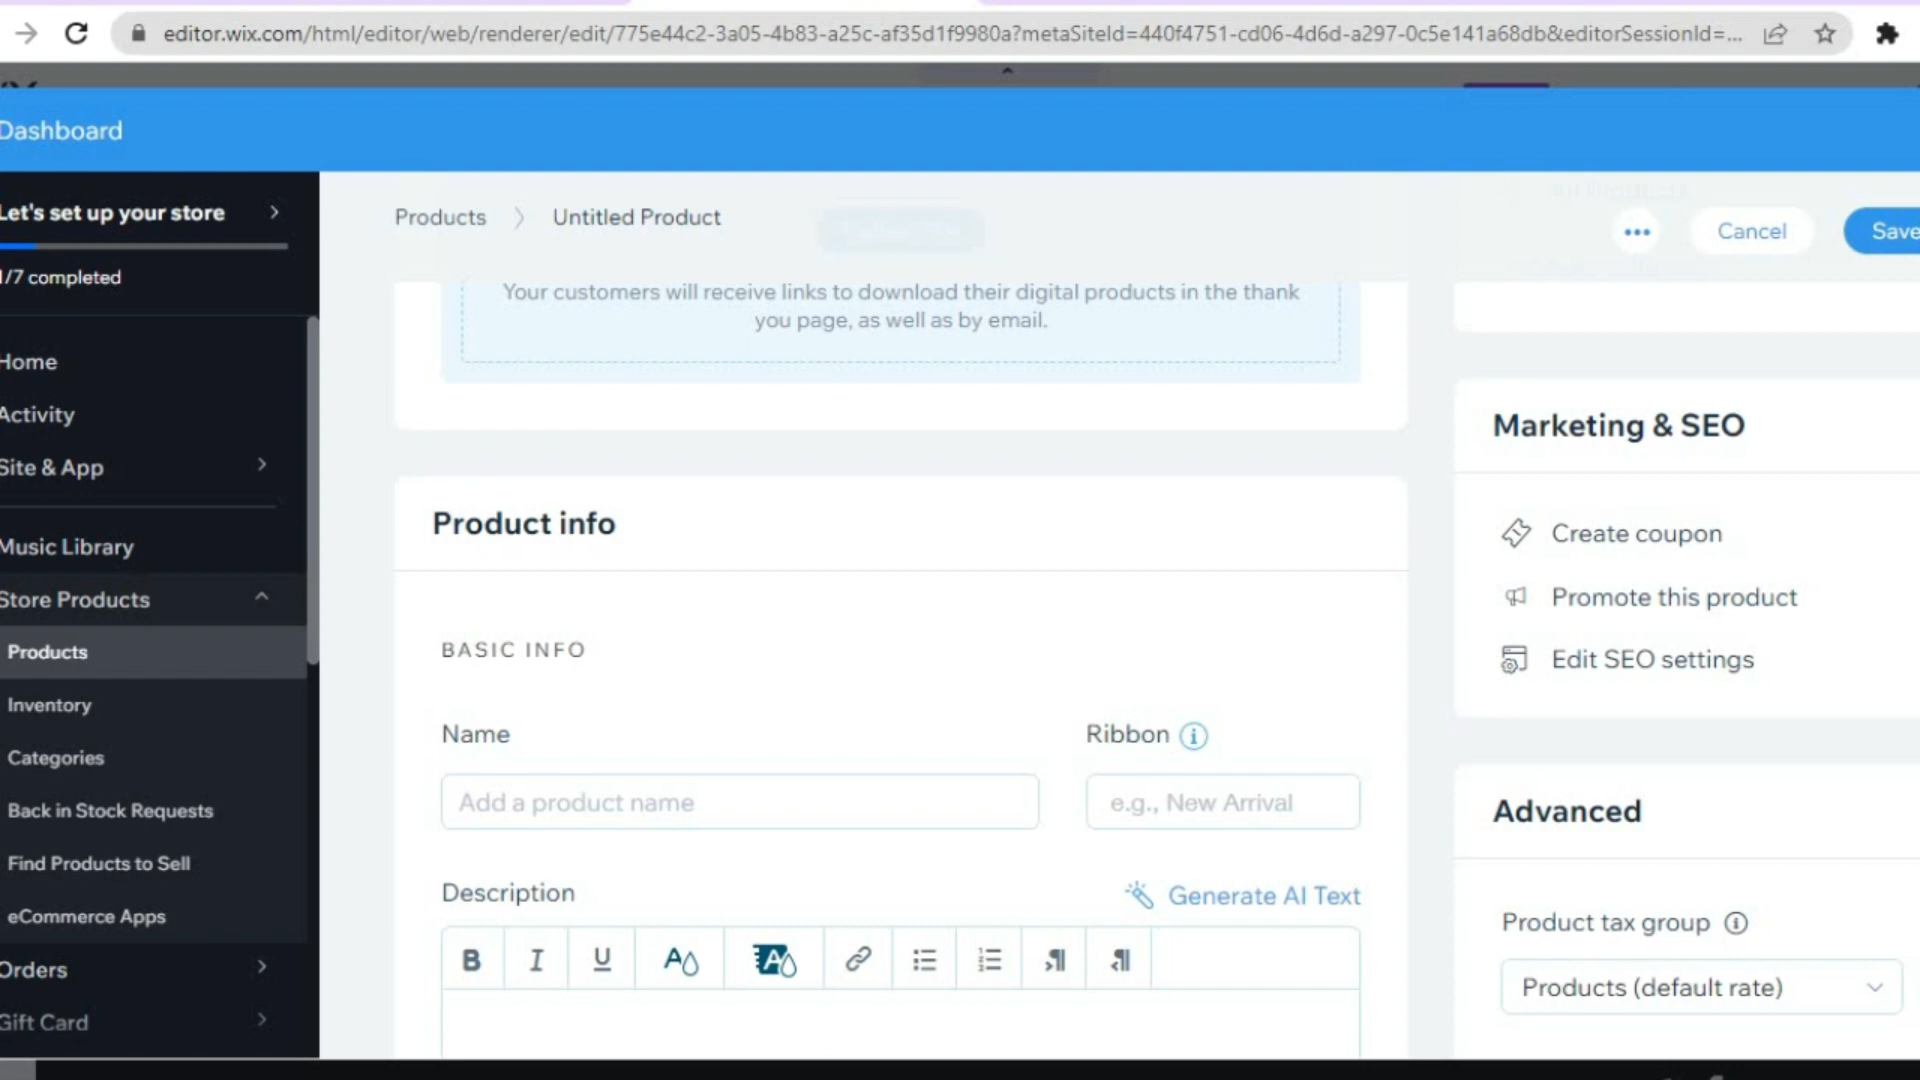 editor.wix.com/html/editor/web/renderer/edit/775e44c2-3a05-4b83-a25c-af35d1f9980a?metaSiteId=440f4751-cd06-4d6d-a297-0c5e141a68db&editorSessionId=...
Dashboard
Let's set up your store
1/7 completed
Home
Activity
Site & App
Music Library
Store Products
Products
Inventory
Categories
Back in Stock Requests
Find Products to Sell
eCommerce Apps
Orders
Gift Card
Products
Untitled Product
Cancel
Save
Your customers will receive links to download their digital products in the thank
you page, as well as by email.
Product info
BASIC INFO
Name
Ribbon
Add a product name
e.g., New Arrival
Description
Generate AI Text
B I U A A
Marketing & SEO
Create coupon
Promote this product
Edit SEO settings
Advanced
Product tax group
Products (default rate)